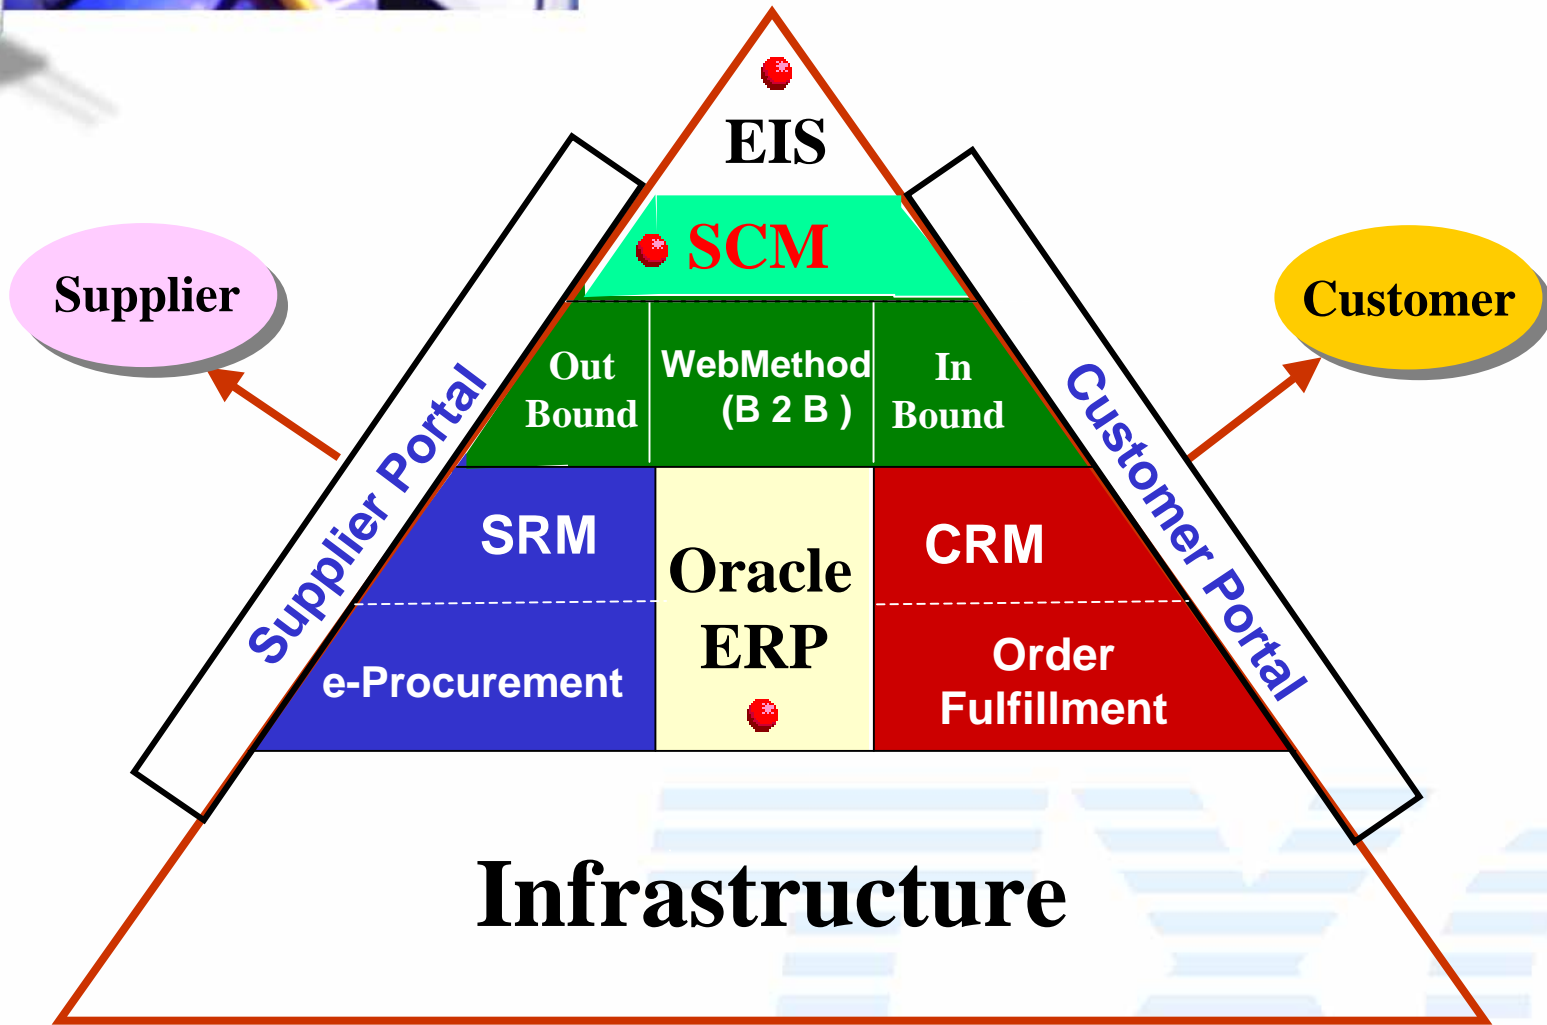 EIS
SCM
Supplier
Customer
Out
Bound
WebMethod
(B 2 B )
In
Bound
Supplier Portal
Customer Portal
SRM
Oracle
ERP
CRM
e-Procurement
Order
Fulfillment
Infrastructure